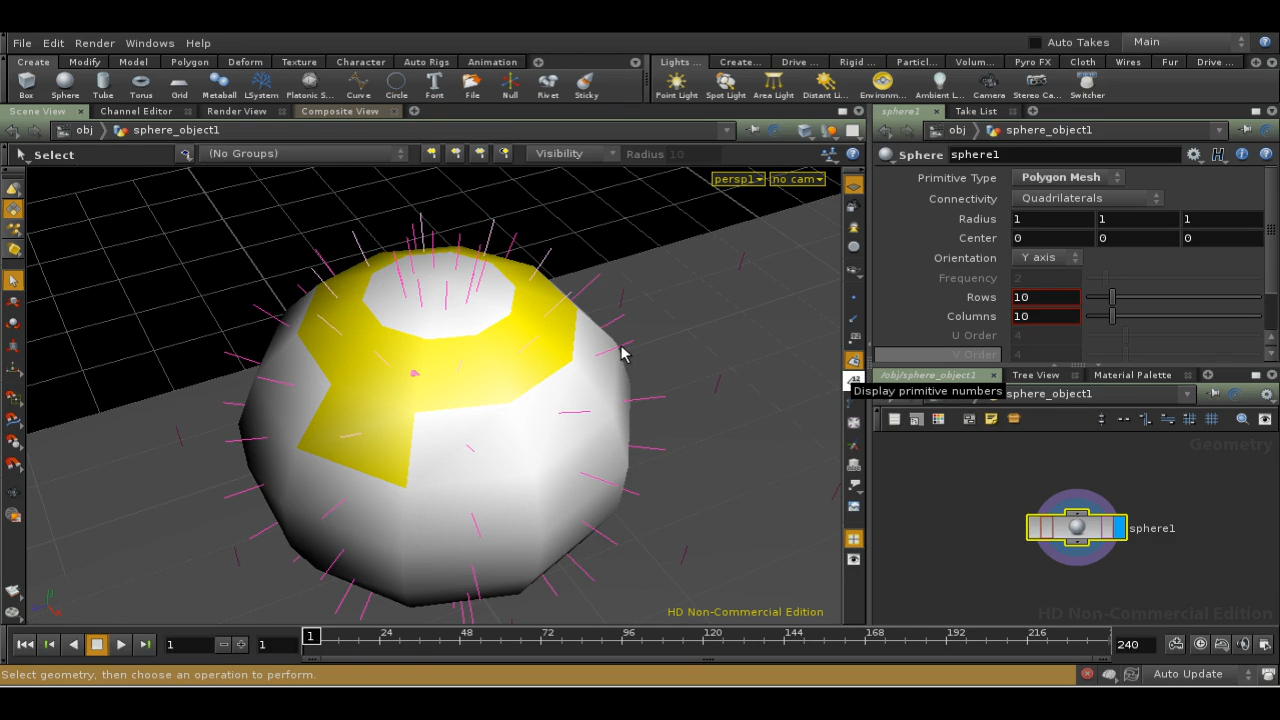 File Edit Render Windows Help Auto Takes Main
Create Modify Model Polygon Deform Texture Character Auto Rigs Animation Lights ... Create... Drive ... Rigid ... Particl... Volum... Pyro FX Cloth Wires Fur Drive ...
Box Sphere Tube Torus Grid Metaball LSystem Platonic S... Curve Circle Font File Null Rivet Sticky Point Light Spot Light Area Light Distant Li... Environm... Ambient L... Camera Stereo Ca... Switcher
Scene View Channel Editor Render View Composite View sphere1 Take List
obj sphere_object1 obj sphere_object1
Select (No Groups) Visibility Radius 10 Sphere sphere1
persp1 no cam
Primitive Type Polygon Mesh
Connectivity Quadrilaterals
Radius 1 1 1
Center 0 0 0
Orientation Y axis
Frequency 2
Rows 10
Columns 10
U Order 4
V Order 4
/obj/sphere_object1 Tree View Material Palette
Display primitive numbers sphere_object1
Geometry
sphere1
HD Non-Commercial Edition HD Non-Commercial Edition
1 1 1 24 48 72 96 120 144 168 192 216 240
Select geometry, then choose an operation to perform. Auto Update